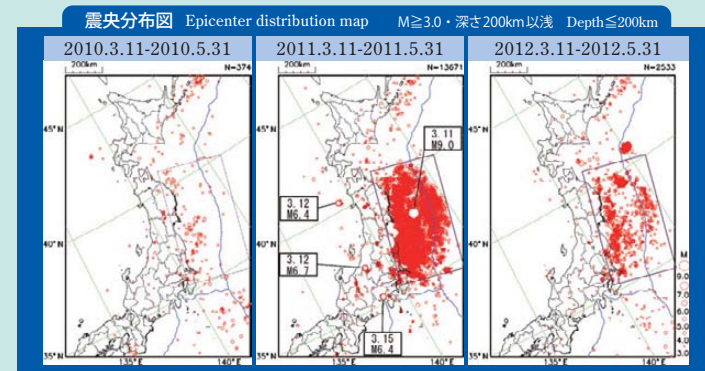 震央分布図 Epicenter distribution map M≧3.0・深さ200km以浅 Depth≦200km
2010.3.11-2010.5.31
200km
N=374
45°N
40°N
35°N
135°E
140°E
2011.3.11-2011.5.31
200km
N=13671
45°N
3.11
M9.0
3.12
M6.4
40°N
3.12
M6.7
3.15
M6.4
35°N
135°E
140°E
2012.3.11-2012.5.31
200km
N=2533
45°N
40°N
M
9.0
7.0
6.0
5.0
4.0
3.0
35°N
135°E
140°E